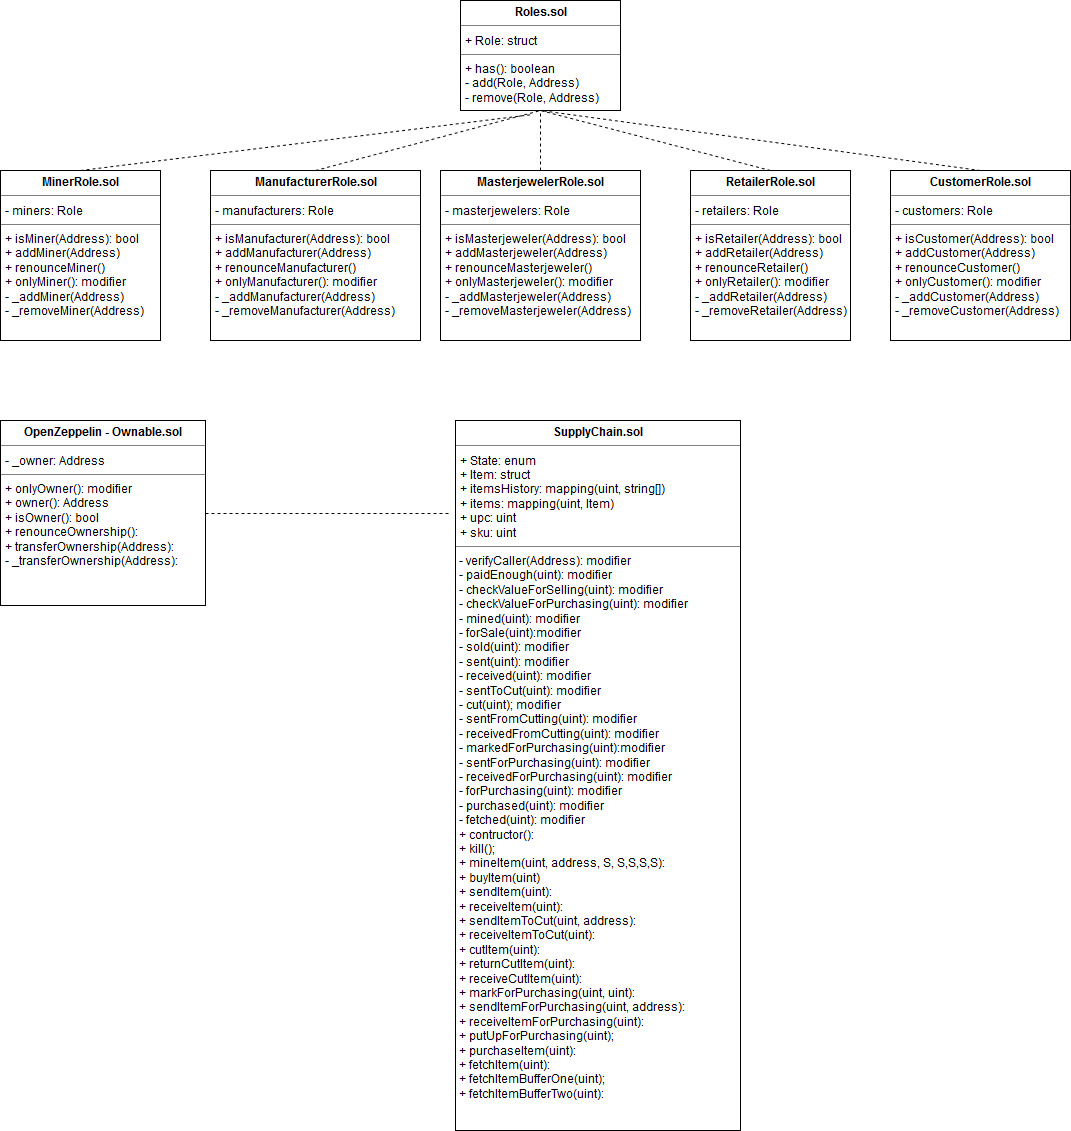 Roles.sol
+ Role: struct
+ has(): boolean
- add(Role, Address)
- remove(Role, Address)
MinerRole.sol
- miners: Role
+ isMiner(Address): bool
+ addMiner(Address)
+ renounceMiner()
+ onlyMiner(): modifier
- _addMiner(Address)
- _removeMiner(Address)
ManufacturerRole.sol
- manufacturers: Role
+ isManufacturer(Address): bool
+ addManufacturer(Address)
+ renounceManufacturer()
+ onlyManufacturer(): modifier
- _addManufacturer(Address)
- _removeManufacturer(Address)
MasterjewelerRole.sol
- masterjewelers: Role
+ isMasterjeweler(Address): bool
+ addMasterjeweler(Address)
+ renounceMasterjeweler()
+ onlyMasterjeweler(): modifier
- _addMasterjeweler(Address)
- _removeMasterjeweler(Address)
RetailerRole.sol
- retailers: Role
+ isRetailer(Address): bool
+ addRetailer(Address)
+ renounceRetailer()
+ onlyRetailer(): modifier
- _addRetailer(Address)
- _removeRetailer(Address)
CustomerRole.sol
- customers: Role
+ isCustomer(Address): bool
+ addCustomer(Address)
+ renounceCustomer()
+ onlyCustomer(): modifier
- _addCustomer(Address)
- _removeCustomer(Address)
OpenZeppelin - Ownable.sol
- _owner: Address
+ onlyOwner(): modifier
+ owner(): Address
+ isOwner(): bool
+ renounceOwnership():
+ transferOwnership(Address):
- _transferOwnership(Address):
SupplyChain.sol
+ State: enum
+ Item: struct
+ itemsHistory: mapping(uint, string[])
+ items: mapping(uint, Item)
+ upc: uint
+ sku: uint
- verifyCaller(Address): modifier
- paidEnough(uint): modifier
- checkValueForSelling(uint): modifier
- checkValueForPurchasing(uint): modifier
- mined(uint): modifier
- forSale(uint):modifier
- sold(uint): modifier
- sent(uint): modifier
- received(uint): modifier
- sentToCut(uint): modifier
- cut(uint); modifier
- sentFromCutting(uint): modifier
- receivedFromCutting(uint): modifier
- markedForPurchasing(uint):modifier
- sentForPurchasing(uint): modifier
- receivedForPurchasing(uint): modifier
- forPurchasing(uint): modifier
- purchased(uint): modifier
- fetched(uint): modifier
+ contructor():
+ kill();
+ mineItem(uint, address, S, S,S,S,S):
+ buyItem(uint)
+ sendItem(uint):
+ receiveItem(uint):
+ sendItemToCut(uint, address):
+ receiveItemToCut(uint):
+ cutItem(uint):
+ returnCutItem(uint):
+ receiveCutItem(uint):
+ markForPurchasing(uint, uint):
+ sendItemForPurchasing(uint, address):
+ receiveItemForPurchasing(uint):
+ putUpForPurchasing(uint);
+ purchaseItem(uint):
+ fetchItem(uint):
+ fetchItemBufferOne(uint);
+ fetchItemBufferTwo(uint):